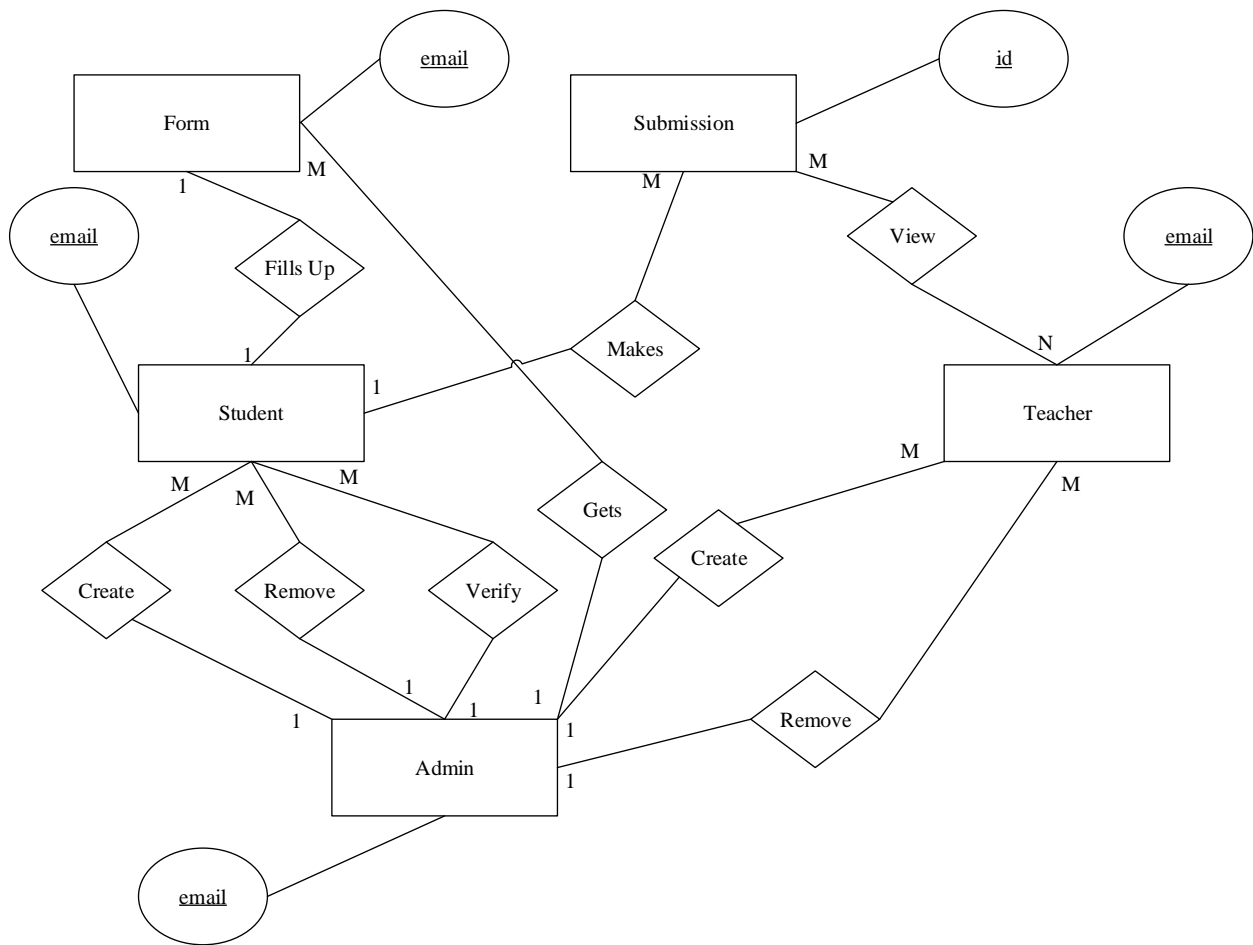 email
id
Form
Submission
M
M
1
M
email
View
email
Fills Up
N
Makes
1
1
Student
Teacher
M
M
M
M
M
Gets
Create
Create
Remove
Verify
1
1
1
1
1
Remove
Admin
1
email